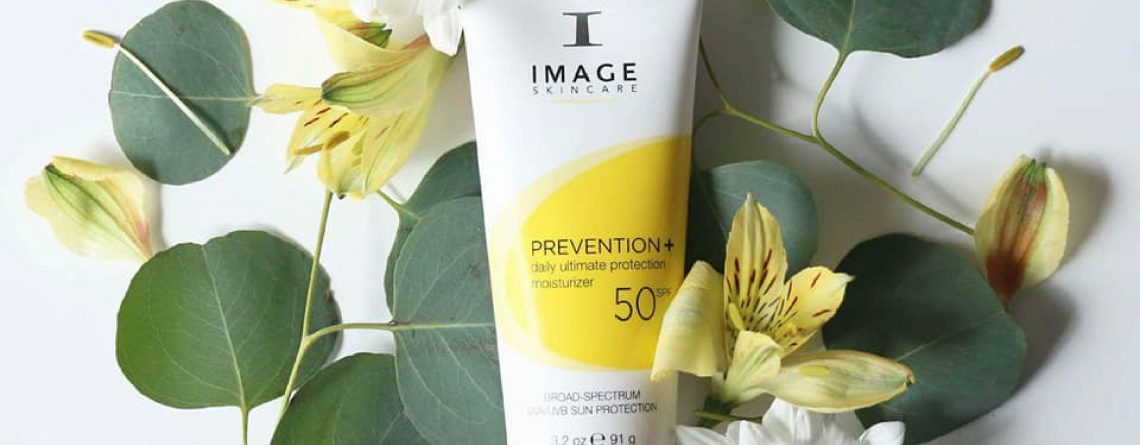 I
IMAGE
SKINCARE
PREVENTION+
daily ultimate protection
moisturizer
50 SPF
BROAD-SPECTRUM
UVA/UVB SUN PROTECTION
3.2 oz ℮ 91 g